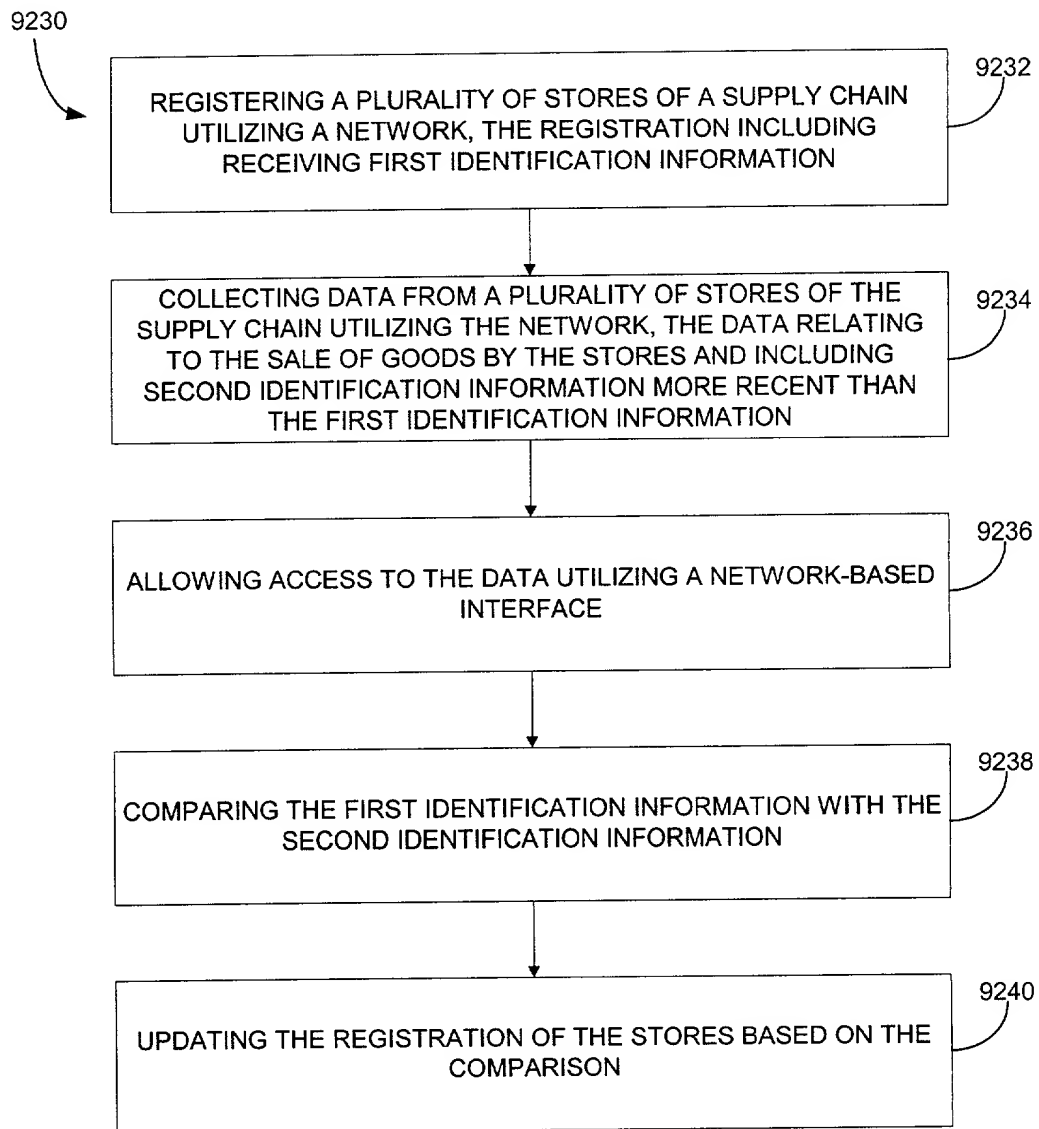 9230
9232
REGISTERING A PLURALITY OF STORES OF A SUPPLY CHAIN
UTILIZING A NETWORK, THE REGISTRATION INCLUDING
RECEIVING FIRST IDENTIFICATION INFORMATION
9234
COLLECTING DATA FROM A PLURALITY OF STORES OF THE
SUPPLY CHAIN UTILIZING THE NETWORK, THE DATA RELATING
TO THE SALE OF GOODS BY THE STORES AND INCLUDING
SECOND IDENTIFICATION INFORMATION MORE RECENT THAN
THE FIRST IDENTIFICATION INFORMATION
9236
ALLOWING ACCESS TO THE DATA UTILIZING A NETWORK-BASED
INTERFACE
9238
COMPARING THE FIRST IDENTIFICATION INFORMATION WITH THE
SECOND IDENTIFICATION INFORMATION
9240
UPDATING THE REGISTRATION OF THE STORES BASED ON THE
COMPARISON